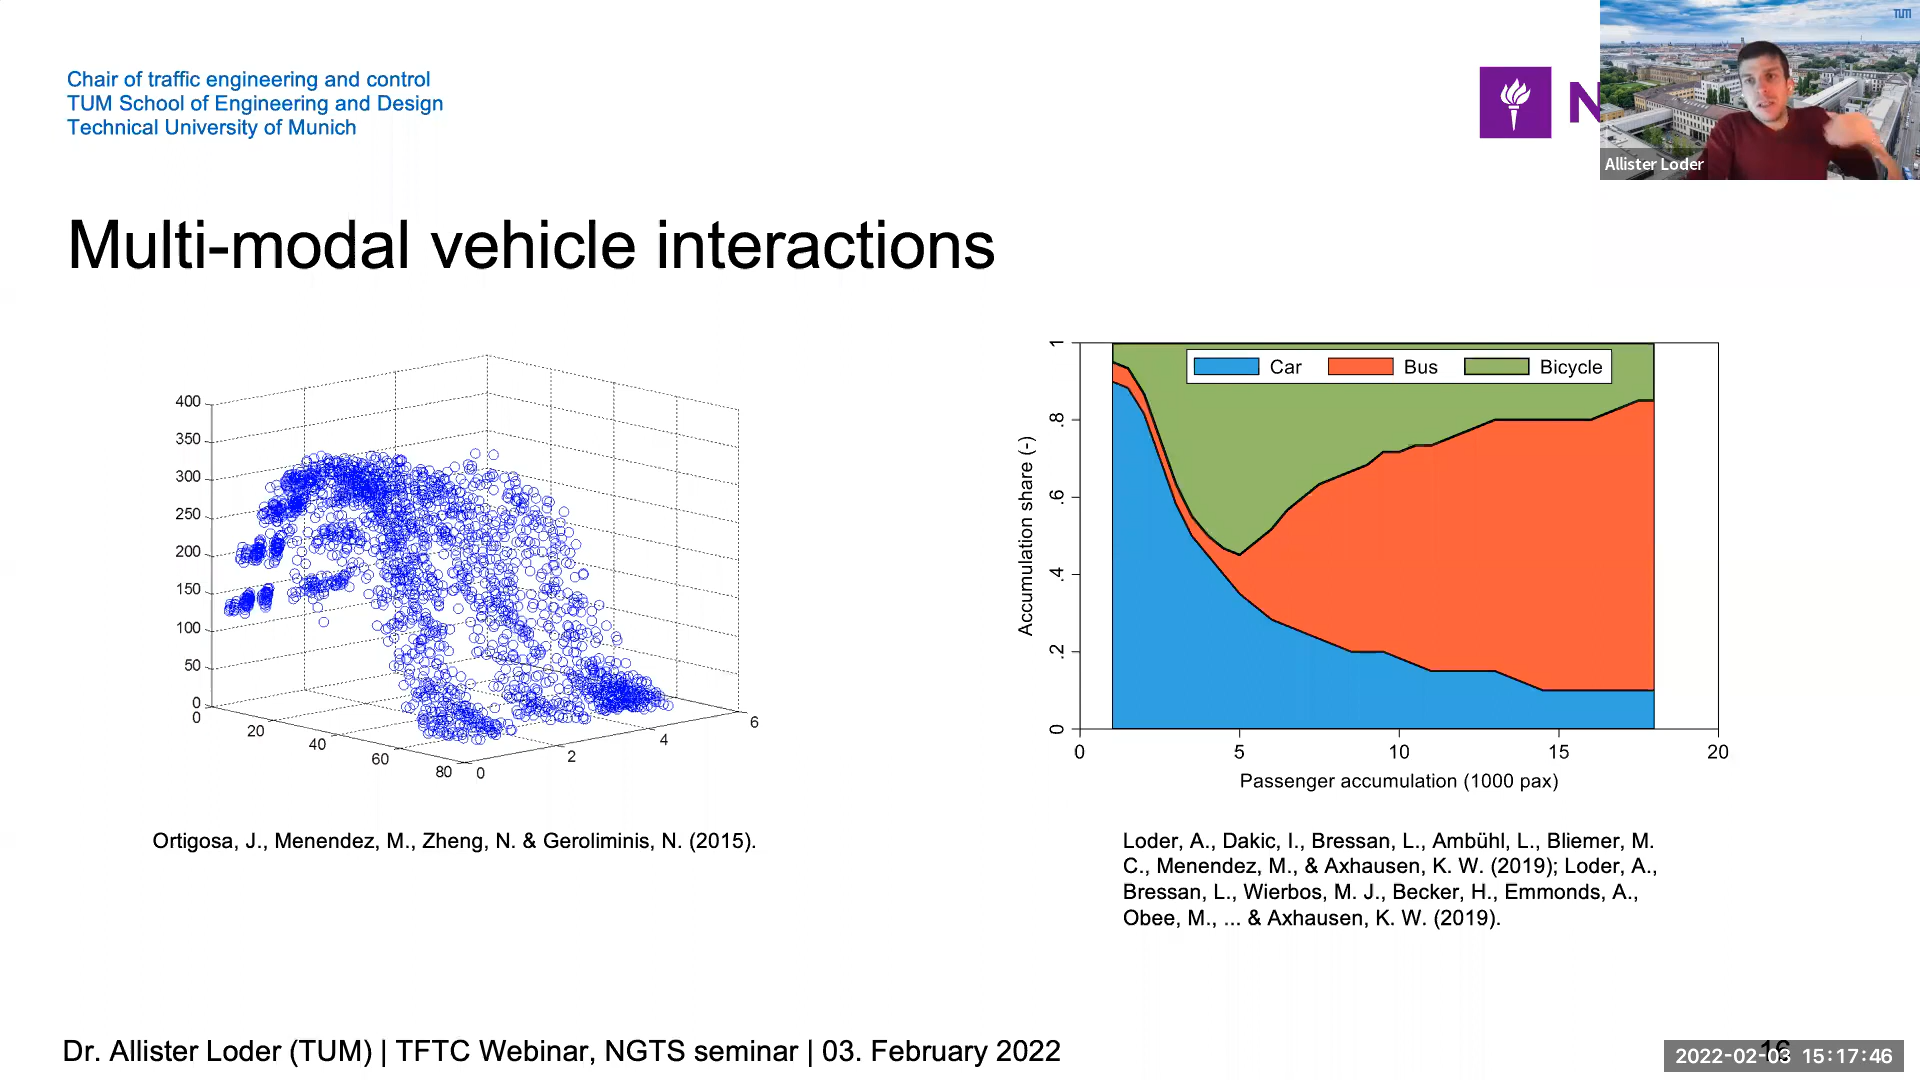 Chair of traffic engineering and control
TUM School of Engineering and Design
Technical University of Munich
N
TUM
Allister Loder
Multi-modal vehicle interactions
400
350
300
250
200
150
100
50
0
0
20
40
60
80
0
2
4
6
Car
Bus
Bicycle
Accumulation share (-)
1
.8
.6
.4
.2
0
0
5
10
15
20
Passenger accumulation (1000 pax)
Ortigosa, J., Menendez, M., Zheng, N. & Geroliminis, N. (2015).
Loder, A., Dakic, I., Bressan, L., Ambühl, L., Bliemer, M.
C., Menendez, M., & Axhausen, K. W. (2019); Loder, A.,
Bressan, L., Wierbos, M. J., Becker, H., Emmonds, A.,
Obee, M., ... & Axhausen, K. W. (2019).
Dr. Allister Loder (TUM) | TFTC Webinar, NGTS seminar | 03. February 2022
16
2022-02-03 15:17:46